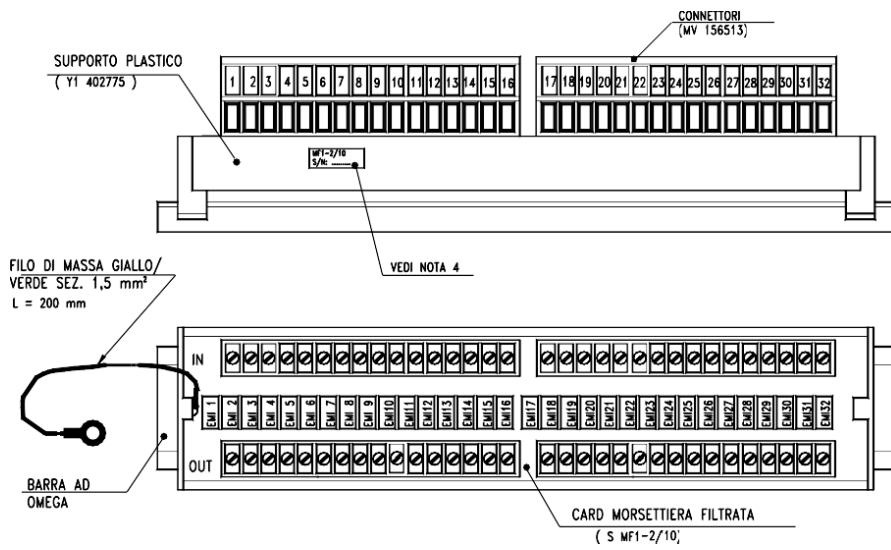 CONNETTORI
(MV 156513)
SUPPORTO PLASTICO
( Y1 402775 )
1 2 3 4 5 6 7 8 9 10 11 12 13 14 15 16 17 18 19 20 21 22 23 24 25 26 27 28 29 30 31 32
MF1-2/10
S/N: ........
VEDI NOTA 4
FILO DI MASSA GIALLO/
VERDE SEZ. 1,5 mm²
L = 200 mm
IN
EMI 1 EMI 2 EMI 3 EMI 4 EMI 5 EMI 6 EMI 7 EMI 8 EMI 9 EMI10 EMI11 EMI12 EMI13 EMI14 EMI15 EMI16 EMI17 EMI18 EMI19 EMI20 EMI21 EMI22 EMI23 EMI24 EMI25 EMI26 EMI27 EMI28 EMI29 EMI30 EMI31 EMI32
OUT
BARRA AD
OMEGA
CARD MORSETTIERA FILTRATA
( S MF1-2/10)